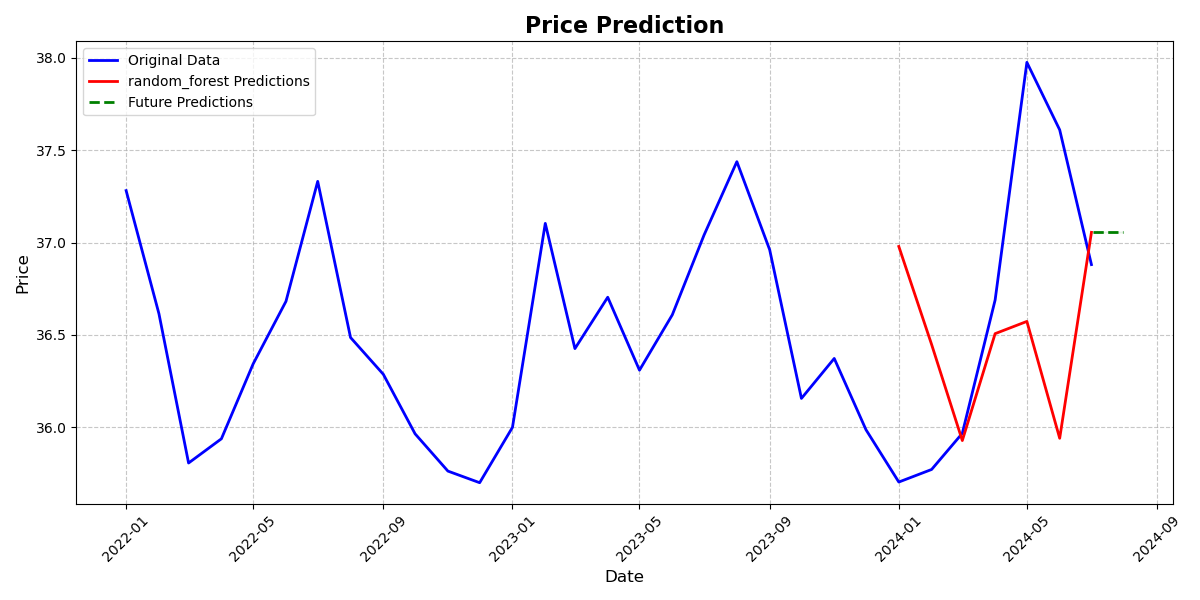 Price Prediction
Original Data
random_forest Predictions
Future Predictions
Price
38.0
37.5
37.0
36.5
36.0
2022-01
2022-05
2022-09
2023-01
2023-05
2023-09
2024-01
2024-05
2024-09
Date